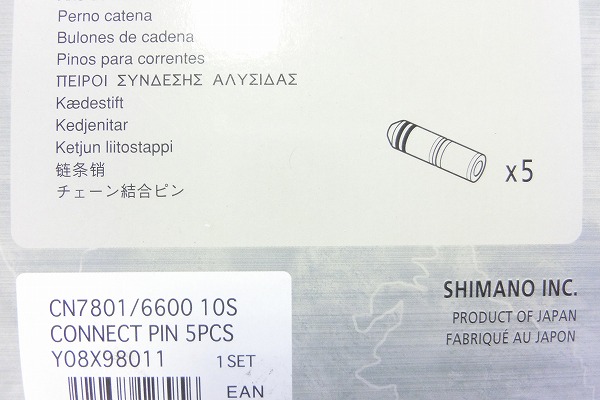 Perno catena
Bulones de cadena
Pinos para correntes
ΠΕΙΡΟΙ ΣΥΝΔΕΣΗΣ ΑΛΥΣΙΔΑΣ
Kædestift
Kedjenitar
Ketjun liitostappi
链条销
チェーン結合ピン
x5
CN7801/6600 10S
CONNECT PIN 5PCS
Y08X98011 1SET
EAN
SHIMANO INC.
PRODUCT OF JAPAN
FABRIQUÉ AU JAPON